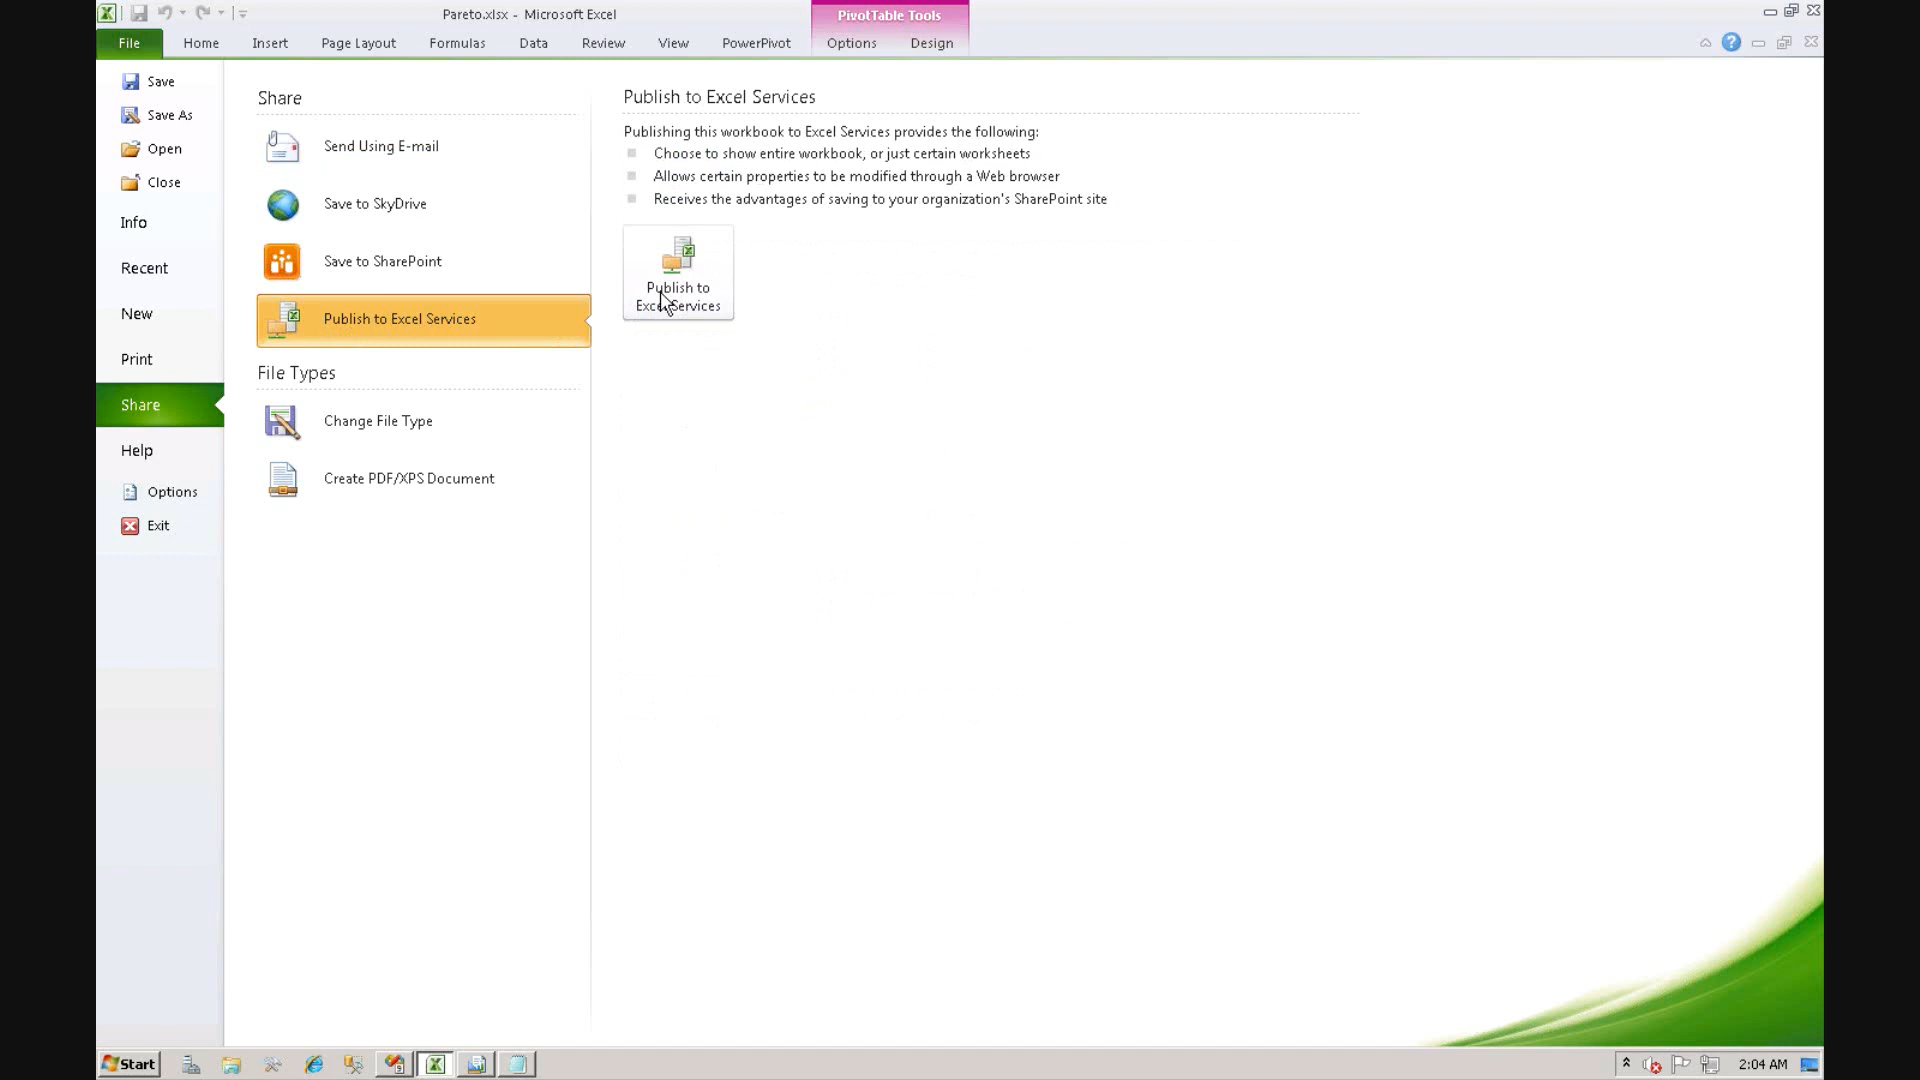 Pareto.xlsx - Microsoft Excel
PivotTable Tools
File Home Insert Page Layout Formulas Data Review View PowerPivot Options Design
Save
Save As
Open
Close
Info
Recent
New
Print
Share
Help
Options
Exit
Share
Send Using E-mail
Save to SkyDrive
Save to SharePoint
Publish to Excel Services
File Types
Change File Type
Create PDF/XPS Document
Publish to Excel Services
Publishing this workbook to Excel Services provides the following:
Choose to show entire workbook, or just certain worksheets
Allows certain properties to be modified through a Web browser
Receives the advantages of saving to your organization's SharePoint site
Publish to
Excel Services
Start
2:04 AM